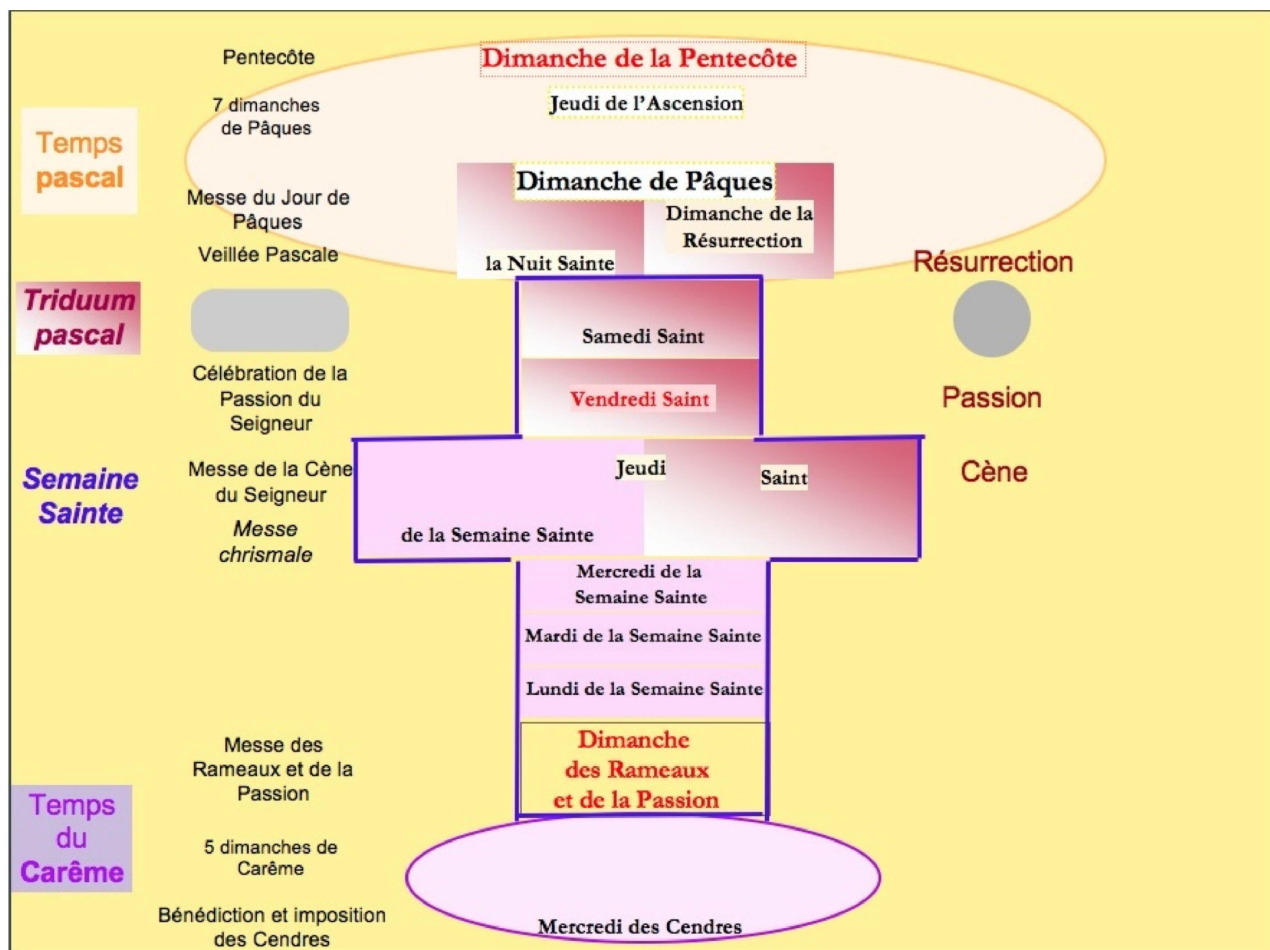 Pentecôte
Dimanche de la Pentecôte
7 dimanches
de Pâques
Jeudi de l'Ascension
Temps
pascal
Dimanche de Pâques
Messe du Jour de
Pâques
Dimanche de la
Résurrection
Veillée Pascale
la Nuit Sainte
Résurrection
Triduum
pascal
Samedi Saint
Célébration de la
Passion du
Seigneur
Vendredi Saint
Passion
Semaine
Sainte
Messe de la Cène
du Seigneur
Jeudi
Saint
Cène
Messe
chrismale
de la Semaine Sainte
Mercredi de la
Semaine Sainte
Mardi de la Semaine Sainte
Lundi de la Semaine Sainte
Messe des
Rameaux et de la
Passion
Dimanche
des Rameaux
et de la Passion
Temps
du
Carême
5 dimanches de
Carême
Bénédiction et imposition
des Cendres
Mercredi des Cendres